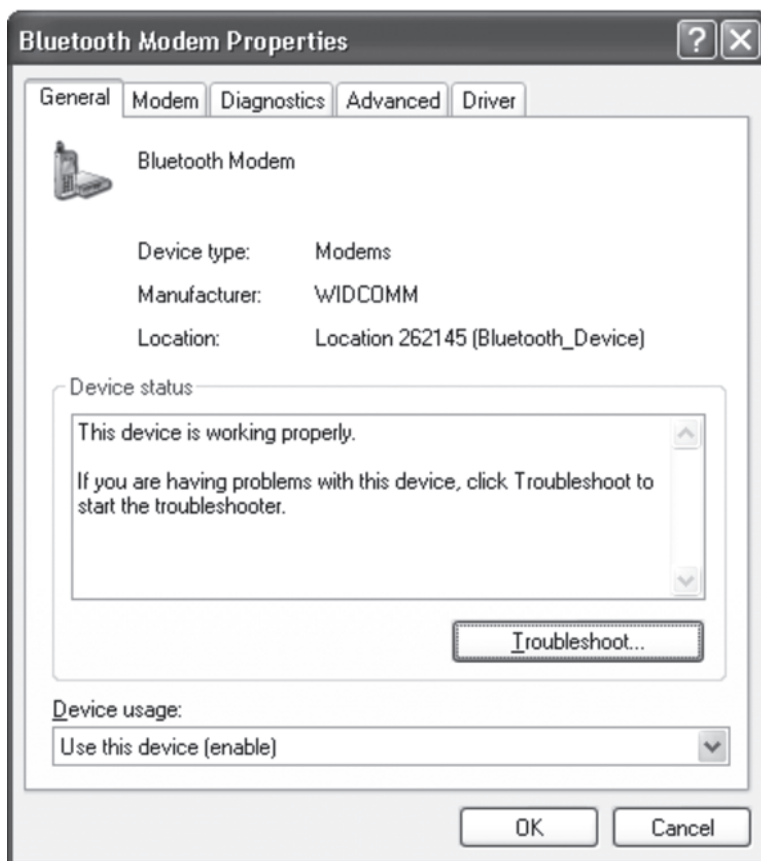 Bluetooth Modem Properties
General Modem Diagnostics Advanced Driver
Bluetooth Modem
Device type: Modems
Manufacturer: WIDCOMM
Location: Location 262145 (Bluetooth_Device)
Device status
This device is working properly.
If you are having problems with this device, click Troubleshoot to
start the troubleshooter.
Troubleshoot...
Device usage:
Use this device (enable)
OK Cancel